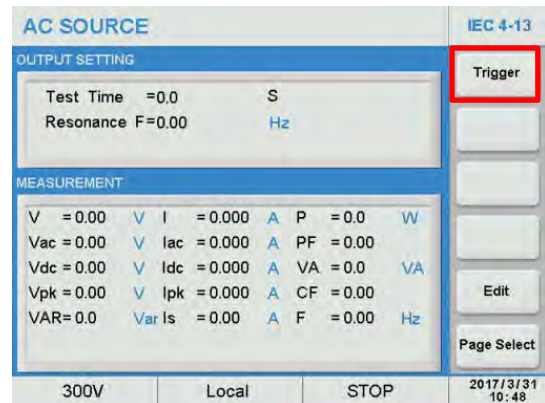 AC SOURCE
IEC 4-13
OUTPUT SETTING
Test Time =0.0 S
Resonance F=0.00 Hz
Trigger
MEASUREMENT
V = 0.00 V I = 0.000 A P = 0.0 W
Vac = 0.00 V Iac = 0.000 A PF = 0.00
Vdc = 0.00 V Idc = 0.000 A VA = 0.0 VA
Vpk = 0.00 V Ipk = 0.000 A CF = 0.00
VAR= 0.0 Var Is = 0.00 A F = 0.00 Hz
Edit
Page Select
300V Local STOP 2017/3/31
10:48